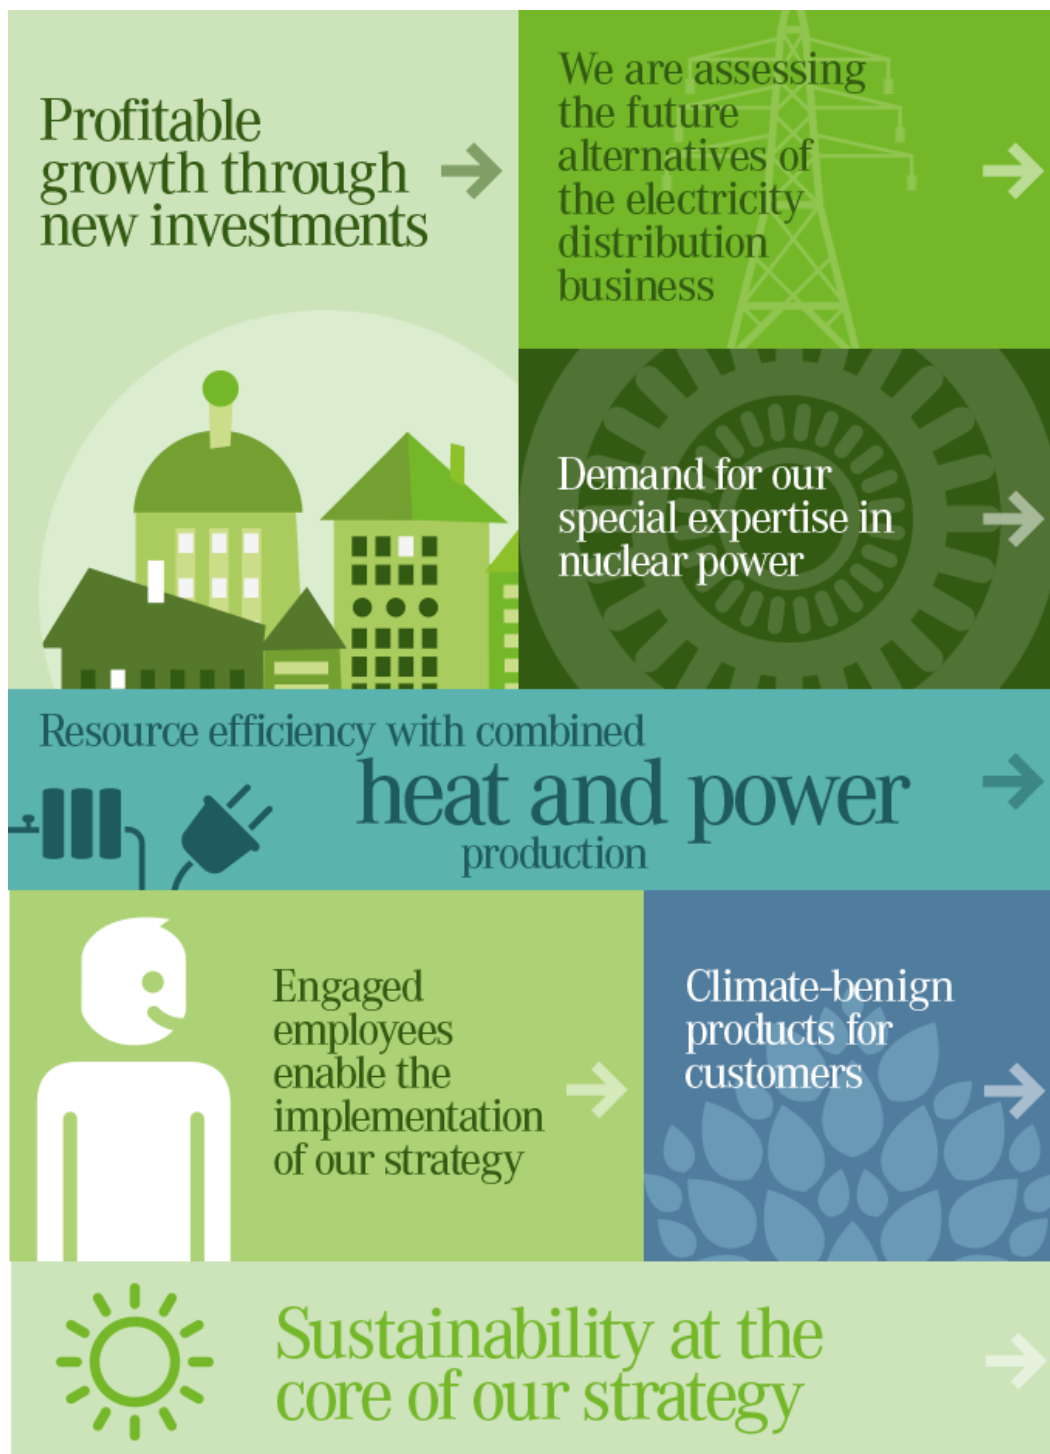 Profitable
growth through
new investments
We are assessing
the future
alternatives of
the electricity
distribution
business
Demand for our
special expertise in
nuclear power
Resource efficiency with combined
heat and power
production
Engaged
employees
enable the
implementation
of our strategy
Climate-benign
products for
customers
Sustainability at the
core of our strategy